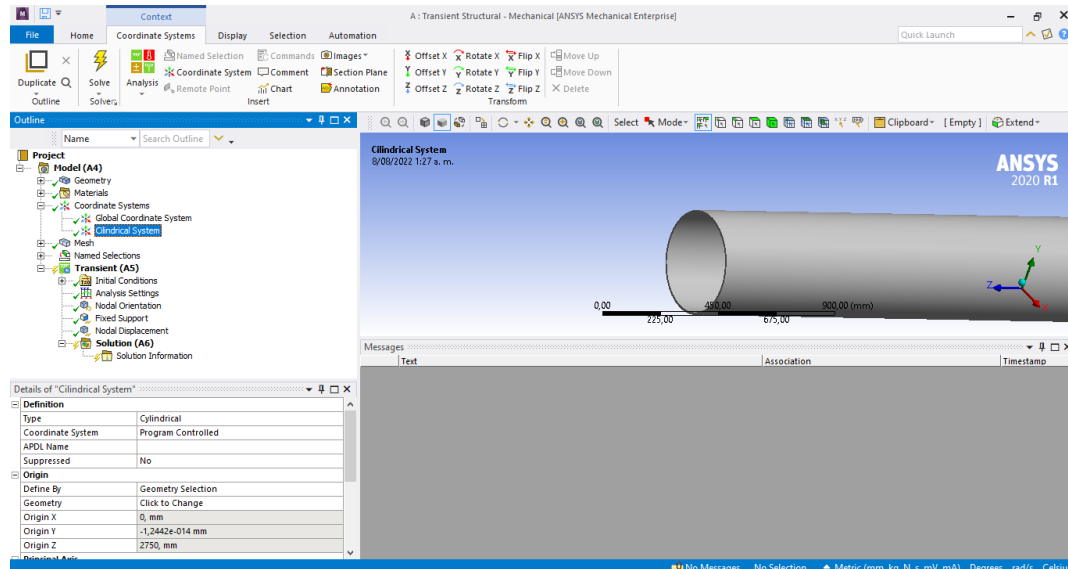 Context
A : Transient Structural - Mechanical [ANSYS Mechanical Enterprise]
File Home Coordinate Systems Display Selection Automation Quick Launch
Duplicate
Outline
Solve
Solvers
Analysis
Named Selection Commands Images
Coordinate System Comment Section Plane
Remote Point Chart Annotation
Insert
Offset X Rotate X Flip X Move Up
Offset Y Rotate Y Flip Y Move Down
Offset Z Rotate Z Flip Z Delete
Transform
Outline
Name Search Outline
Project
Model (A4)
Geometry
Materials
Coordinate Systems
Global Coordinate System
Cilindrical System
Mesh
Named Selections
Transient (A5)
Initial Conditions
Analysis Settings
Nodal Orientation
Fixed Support
Nodal Displacement
Solution (A6)
Solution Information
Details of "Cilindrical System"
Definition
Type Cylindrical
Coordinate System Program Controlled
APDL Name
Suppressed No
Origin
Define By Geometry Selection
Geometry Click to Change
Origin X 0, mm
Origin Y -1,2442e-014 mm
Origin Z 2750, mm
Principal Axis
Select Mode Clipboard [ Empty ] Extend
Cilindrical System
8/08/2022 1:27 a. m.
ANSYS
2020 R1
Y
Z
X
0,00 450,00 900,00 (mm)
225,00 675,00
Messages
Text Association Timestamp
No Messages No Selection Metric (mm, kg, N, s, mV, mA) Degrees rad/s Celsius